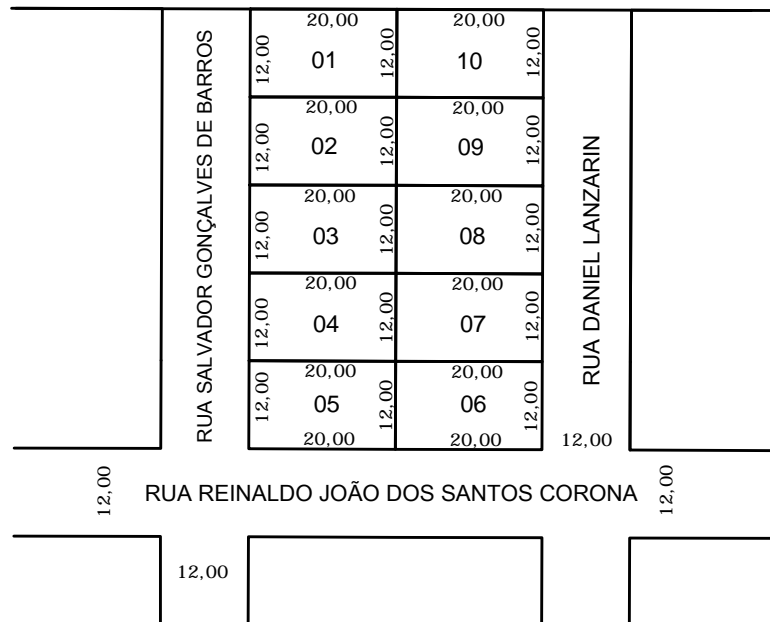 20,00 20,00
12,00 01 12,00 10 12,00
20,00 20,00
12,00 02 12,00 09 12,00
20,00 20,00
12,00 03 12,00 08 12,00
20,00 20,00
12,00 04 12,00 07 12,00
20,00 20,00
12,00 05 12,00 06 12,00
20,00 20,00
RUA SALVADOR GONÇALVES DE BARROS
RUA DANIEL LANZARIN
12,00
12,00 RUA REINALDO JOÃO DOS SANTOS CORONA 12,00
12,00